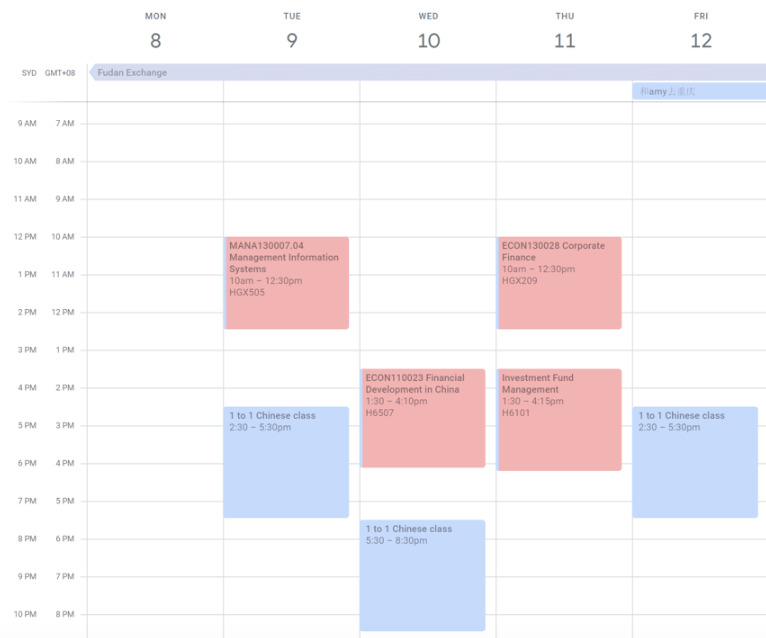 MON
TUE
WED
THU
FRI
8
9
10
11
12
SYD GMT+08
Fudan Exchange
和amy去重庆
9 AM 7 AM
10 AM 8 AM
11 AM 9 AM
12 PM 10 AM
1 PM 11 AM
2 PM 12 PM
3 PM 1 PM
4 PM 2 PM
5 PM 3 PM
6 PM 4 PM
7 PM 5 PM
8 PM 6 PM
9 PM 7 PM
10 PM 8 PM
MANA130007.04
Management Information
Systems
10am – 12:30pm
HGX505
1 to 1 Chinese class
2:30 – 5:30pm
ECON110023 Financial
Development in China
1:30 – 4:10pm
H6507
1 to 1 Chinese class
5:30 – 8:30pm
ECON130028 Corporate
Finance
10am – 12:30pm
HGX209
Investment Fund
Management
1:30 – 4:15pm
H6101
1 to 1 Chinese class
2:30 – 5:30pm